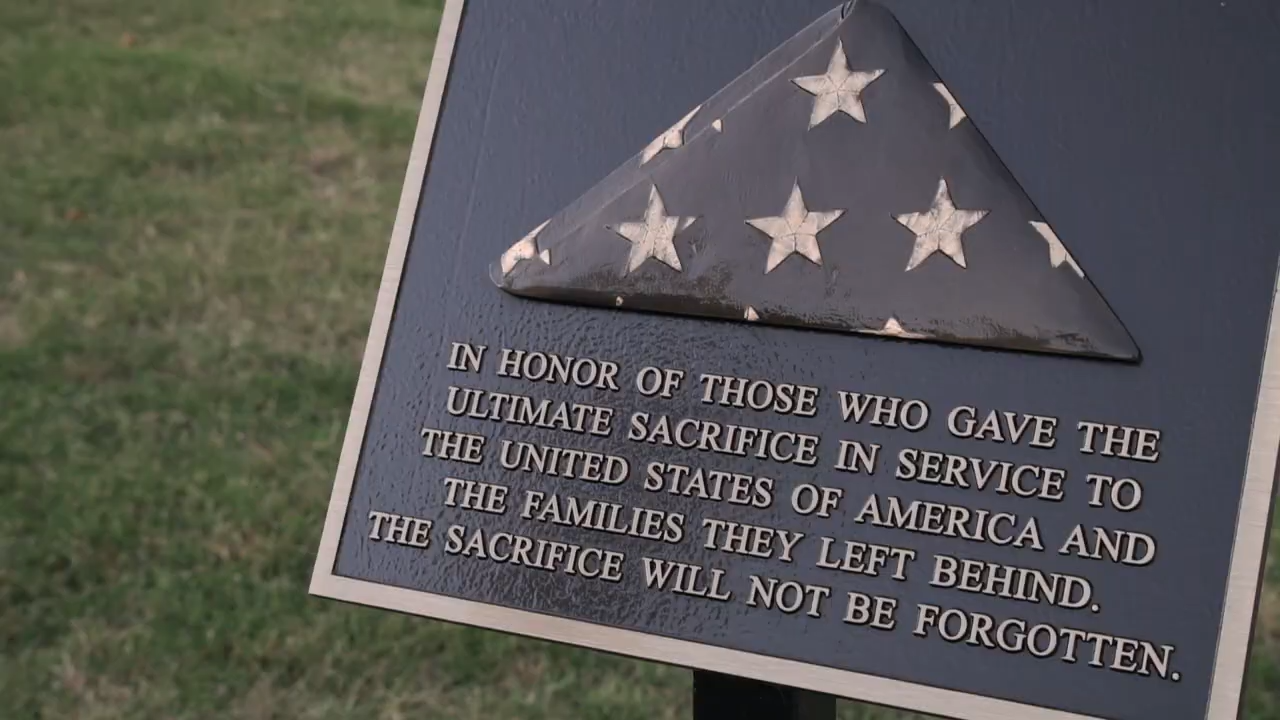 IN HONOR OF THOSE WHO GAVE THE
ULTIMATE SACRIFICE IN SERVICE TO
THE UNITED STATES OF AMERICA AND
THE FAMILIES THEY LEFT BEHIND.
THE SACRIFICE WILL NOT BE FORGOTTEN.